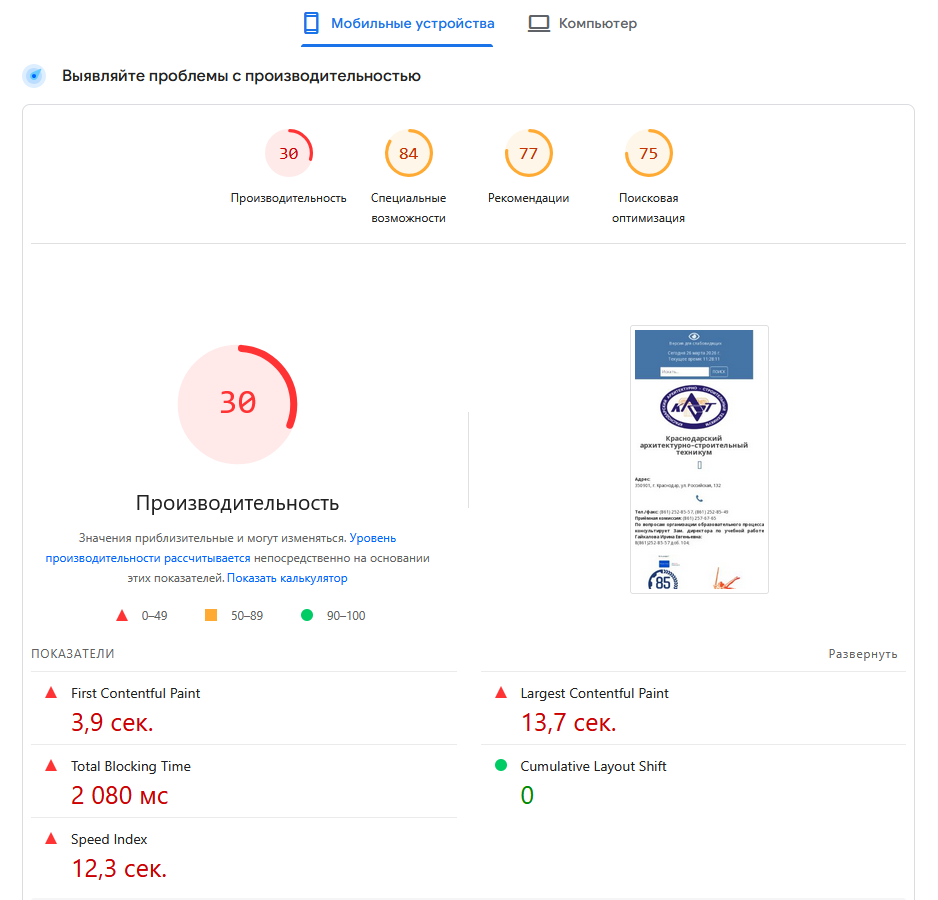 Мобильные устройства
Компьютер
Выявляйте проблемы с производительностью
30
84
77
75
Производительность
Специальные
возможности
Рекомендации
Поисковая
оптимизация
30
Производительность
Значения приблизительные и могут изменяться. Уровень
производительности рассчитывается непосредственно на основании
этих показателей. Показать калькулятор
0–49
50–89
90–100
Краснодарский
архитектурно-строительный
техникум
Адрес:
85
ПОКАЗАТЕЛИ
Развернуть
First Contentful Paint
3,9 сек.
Largest Contentful Paint
13,7 сек.
Total Blocking Time
2 080 мс
Cumulative Layout Shift
0
Speed Index
12,3 сек.